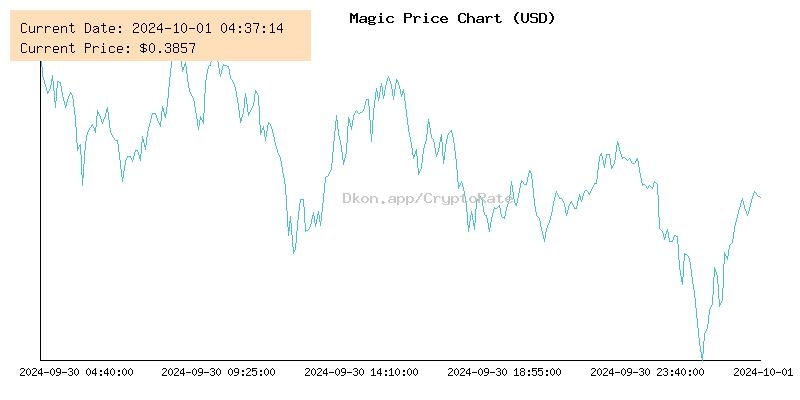 Magic Price Chart (USD)
Current Date: 2024-10-01 04:37:14
Current Price: $0.3857
Dkon.app/CryptoRate
2024-09-30 04:40:00 2024-09-30 09:25:00 2024-09-30 14:10:00 2024-09-30 18:55:00 2024-09-30 23:40:00 2024-10-01